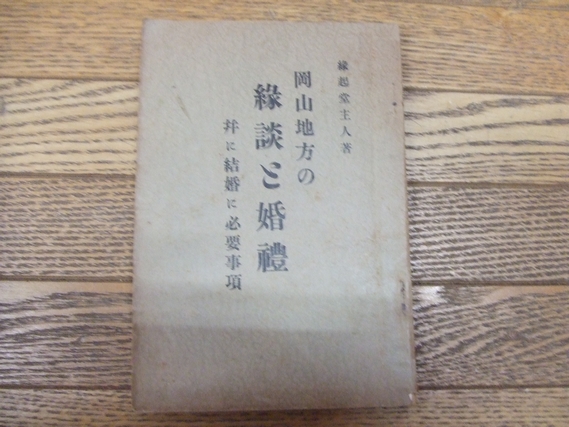 縁起堂主人著
岡山地方の
緣談と婚禮
幷に結婚に必要事項